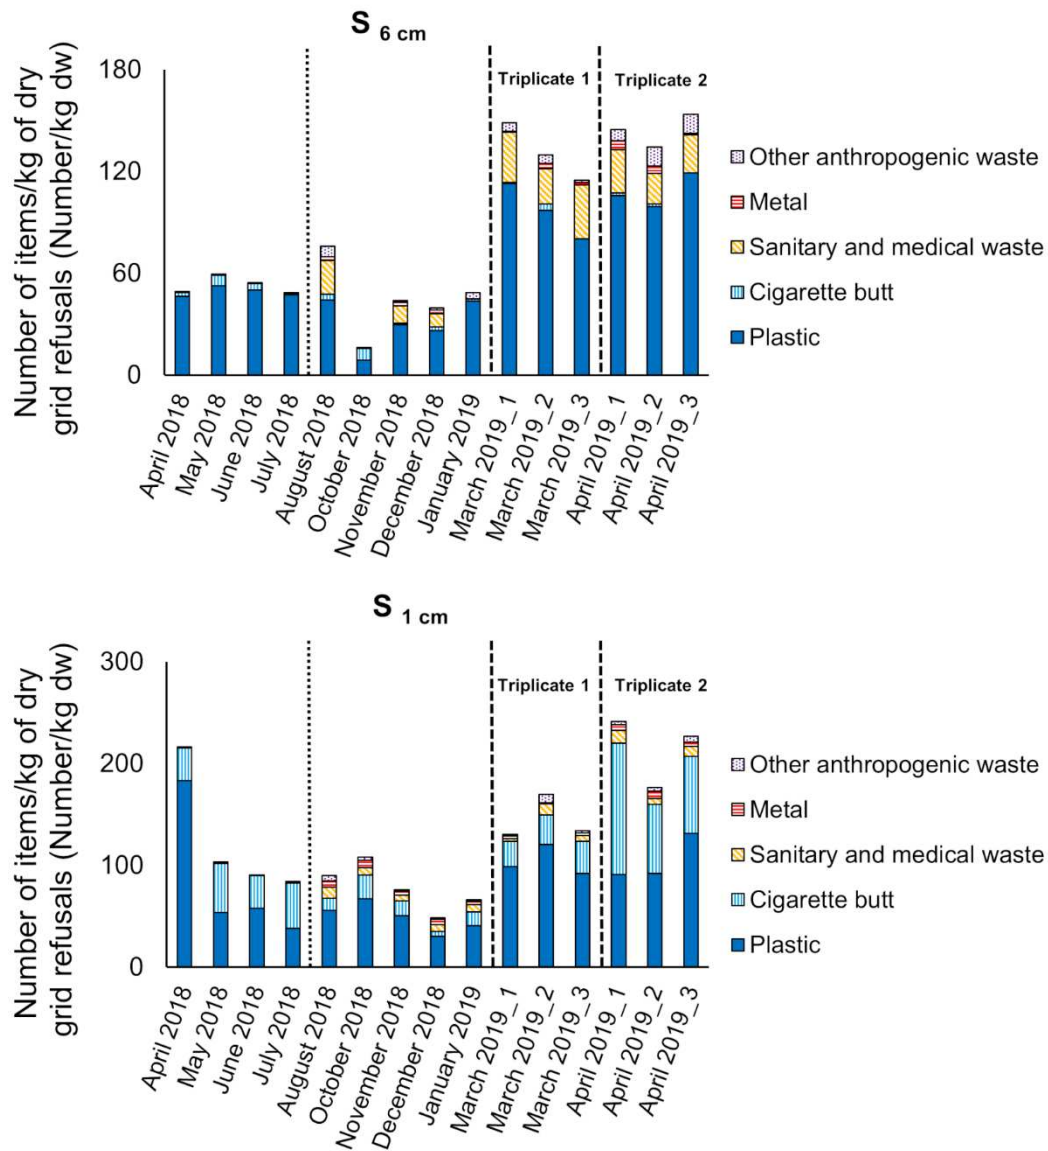 S 6 cm
Number of items/kg of dry
grid refusals (Number/kg dw)
180
120
60
0
Triplicate 1
Triplicate 2
Other anthropogenic waste
Metal
Sanitary and medical waste
Cigarette butt
Plastic
April 2018
May 2018
June 2018
July 2018
August 2018
October 2018
November 2018
December 2018
January 2019
March 2019_1
March 2019_2
March 2019_3
April 2019_1
April 2019_2
April 2019_3
S 1 cm
Number of items/kg of dry
grid refusals (Number/kg dw)
300
200
100
0
Triplicate 1
Triplicate 2
Other anthropogenic waste
Metal
Sanitary and medical waste
Cigarette butt
Plastic
April 2018
May 2018
June 2018
July 2018
August 2018
October 2018
November 2018
December 2018
January 2019
March 2019_1
March 2019_2
March 2019_3
April 2019_1
April 2019_2
April 2019_3